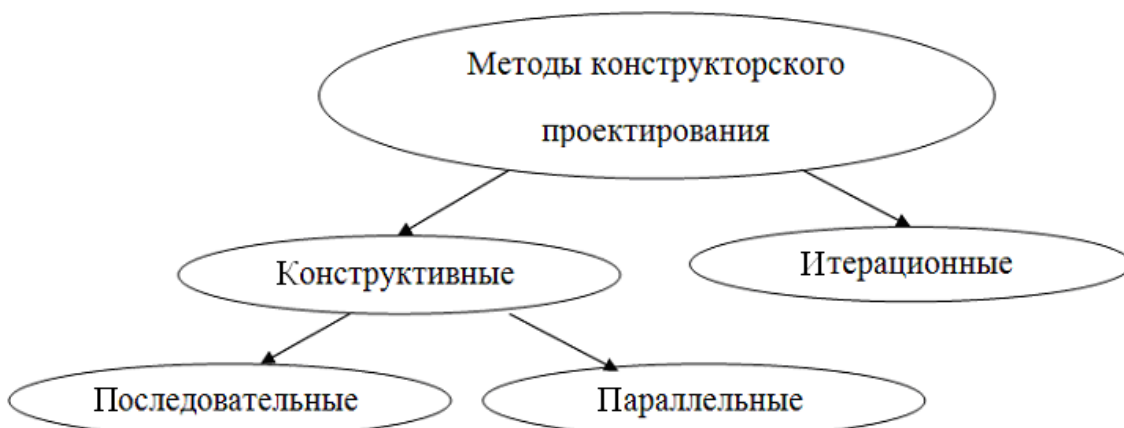 Методы конструкторского
проектирования
Конструктивные
Итерационные
Последовательные
Параллельные